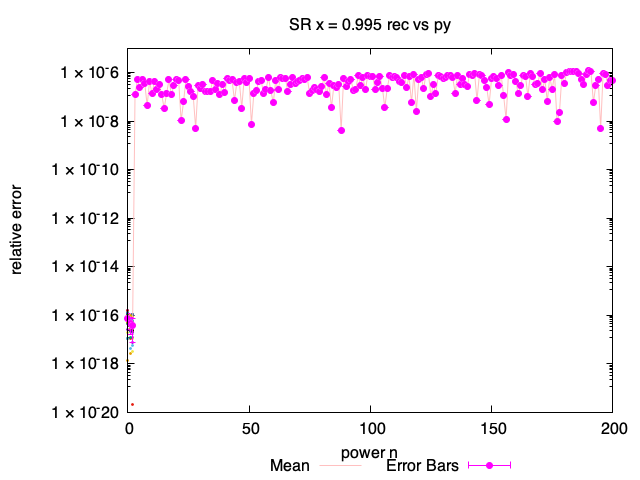 SR x = 0.995 rec vs py
relative error
1 × 10⁻⁶
1 × 10⁻⁸
1 × 10⁻¹⁰
1 × 10⁻¹²
1 × 10⁻¹⁴
1 × 10⁻¹⁶
1 × 10⁻¹⁸
1 × 10⁻²⁰
0 50 100 150 200
power n
Mean Error Bars